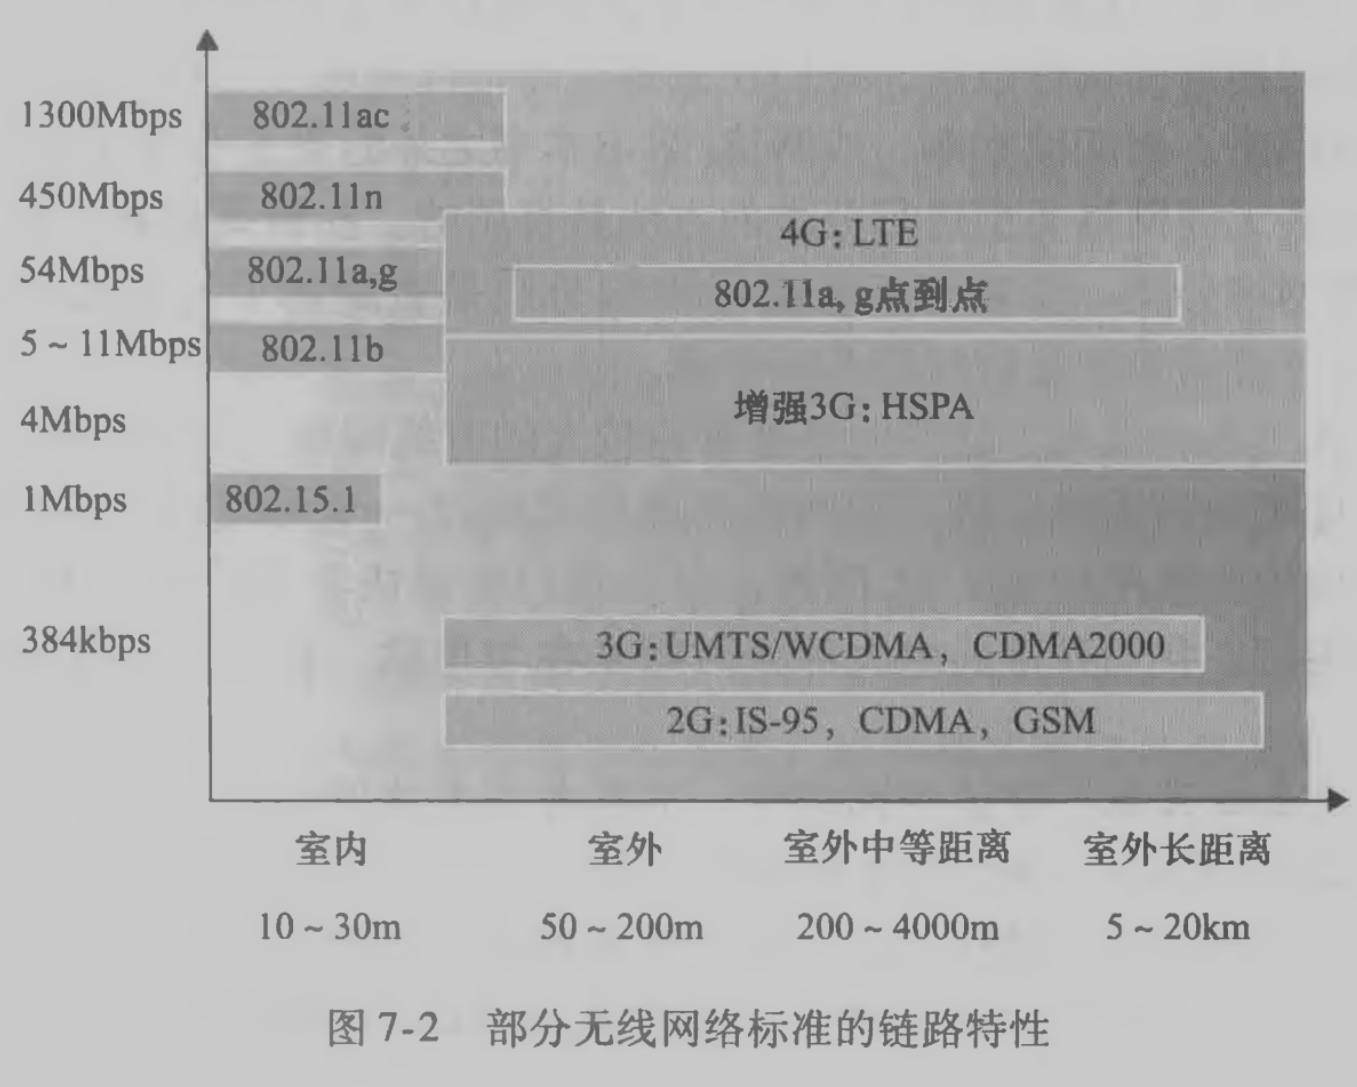 1300Mbps 802.11ac
450Mbps 802.11n
4G:LTE
54Mbps 802.11a,g 802.11a, g点到点
5~11Mbps 802.11b
增强3G:HSPA
4Mbps
1Mbps 802.15.1
384kbps 3G:UMTS/WCDMA, CDMA2000
2G:IS-95, CDMA, GSM
室内 室外 室外中等距离 室外长距离
10~30m 50~200m 200~4000m 5~20km
图 7-2 部分无线网络标准的链路特性